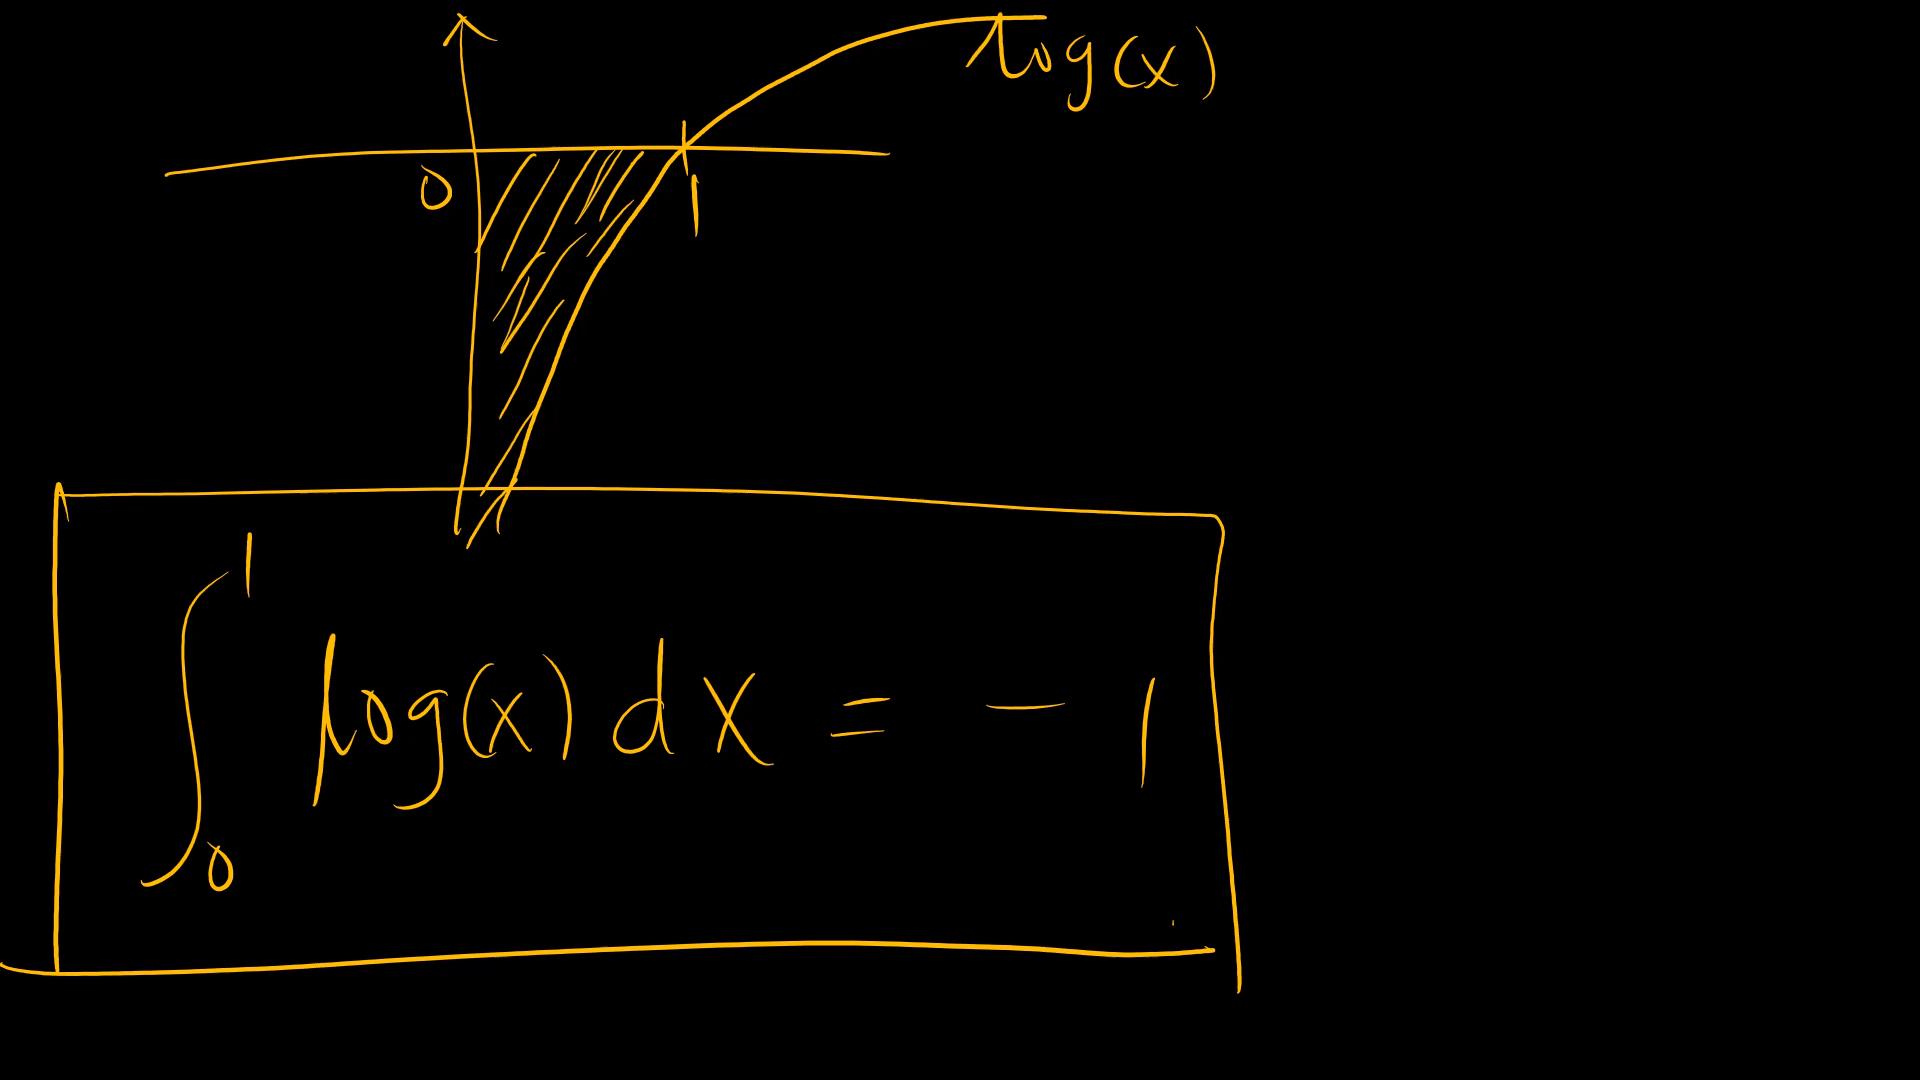 log(x)
0 1
∫₀¹ log(x) dx = - 1